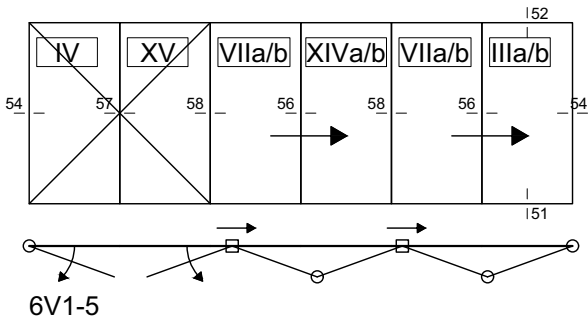 52
IV XV VIIa/b XIVa/b VIIa/b IIIa/b
54 57 58 56 58 56 54
51
6V1-5